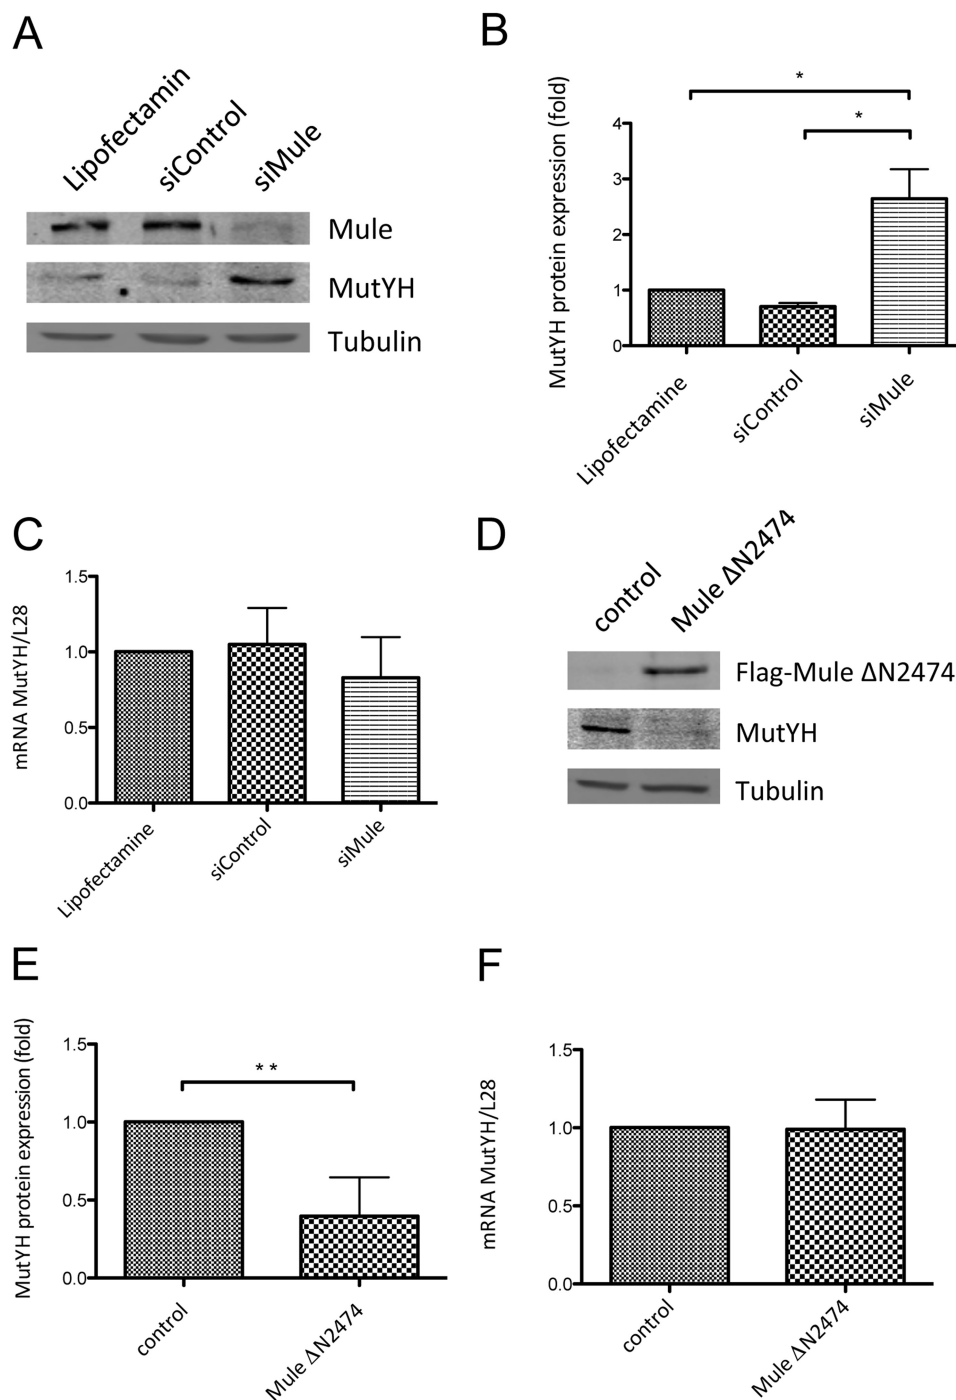 A
Lipofectamin
siControl
siMule
Mule
MutYH
Tubulin
B
MutYH protein expression (fold)
*
*
4
3
2
1
0
Lipofectamine
siControl
siMule
C
mRNA MutYH/L28
1.5
1.0
0.5
0.0
Lipofectamine
siControl
siMule
D
control
Mule ΔN2474
Flag-Mule ΔN2474
MutYH
Tubulin
E
MutYH protein expression (fold)
**
1.5
1.0
0.5
0.0
control
Mule ΔN2474
F
mRNA MutYH/L28
1.5
1.0
0.5
0.0
control
Mule ΔN2474